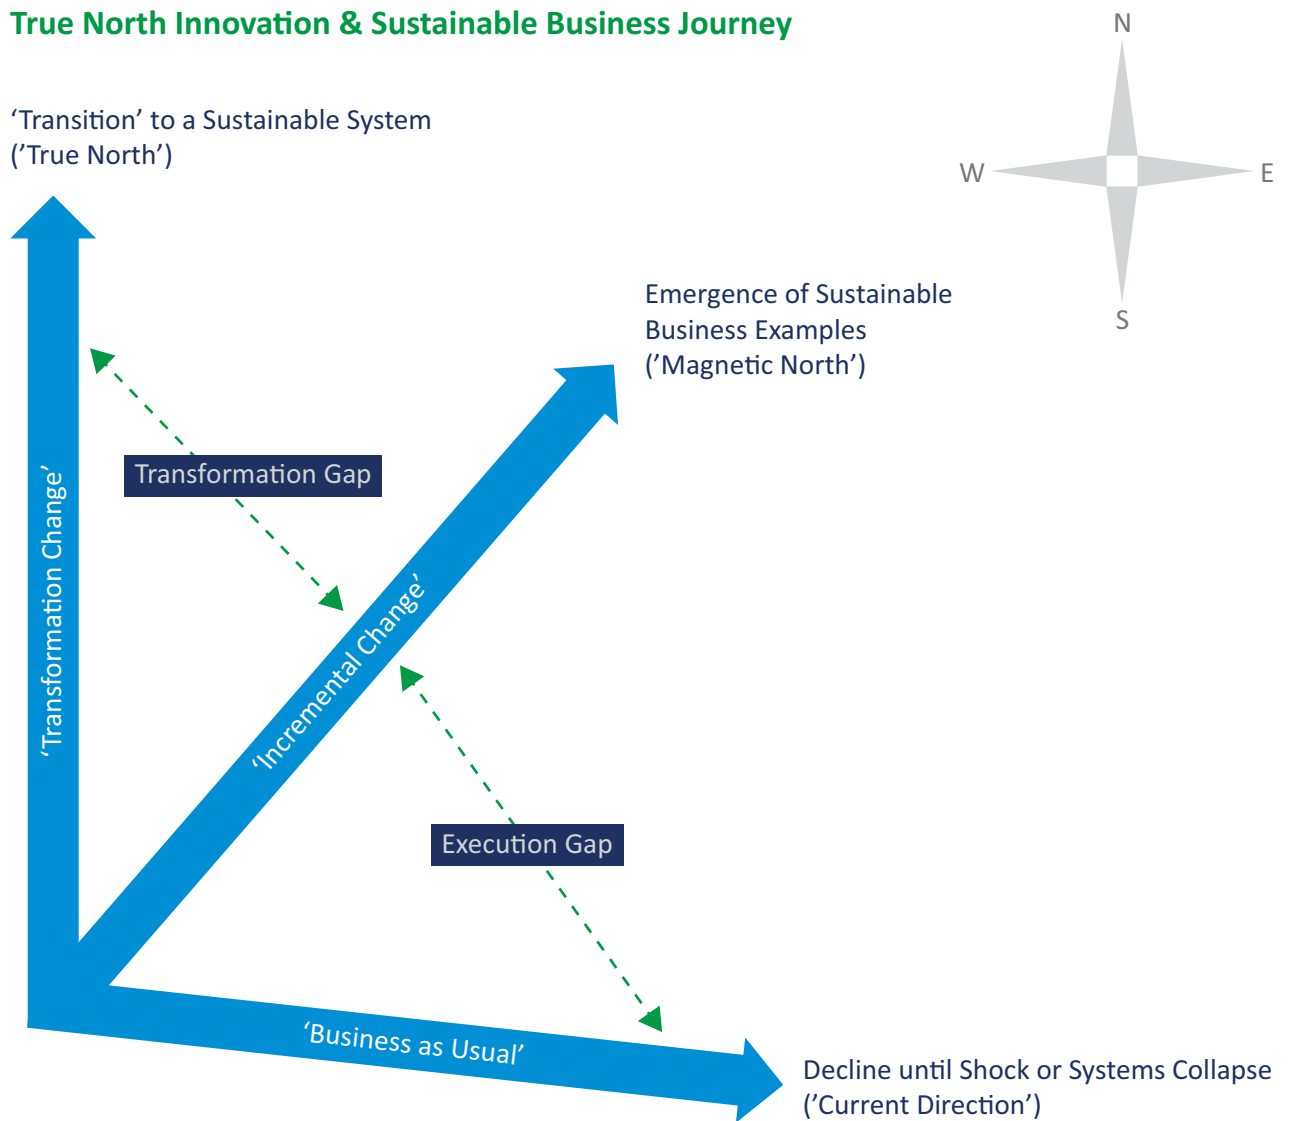 True North Innovation & Sustainable Business Journey
N
W
E
S
‘Transition’ to a Sustainable System
(’True North’)
Emergence of Sustainable
Business Examples
(’Magnetic North’)
Transformation Gap
‘Transformation Change’
‘Incremental Change’
Execution Gap
‘Business as Usual’
Decline until Shock or Systems Collapse
(’Current Direction’)